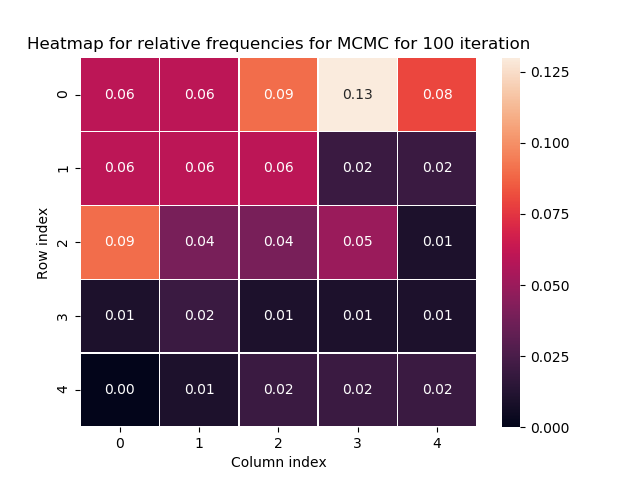 Heatmap for relative frequencies for MCMC for 100 iteration
0 0.06 0.06 0.09 0.13 0.08
1 0.06 0.06 0.06 0.02 0.02
2 0.09 0.04 0.04 0.05 0.01
3 0.01 0.02 0.01 0.01 0.01
4 0.00 0.01 0.02 0.02 0.02
0 1 2 3 4
Column index
Row index
0.125
0.100
0.075
0.050
0.025
0.000